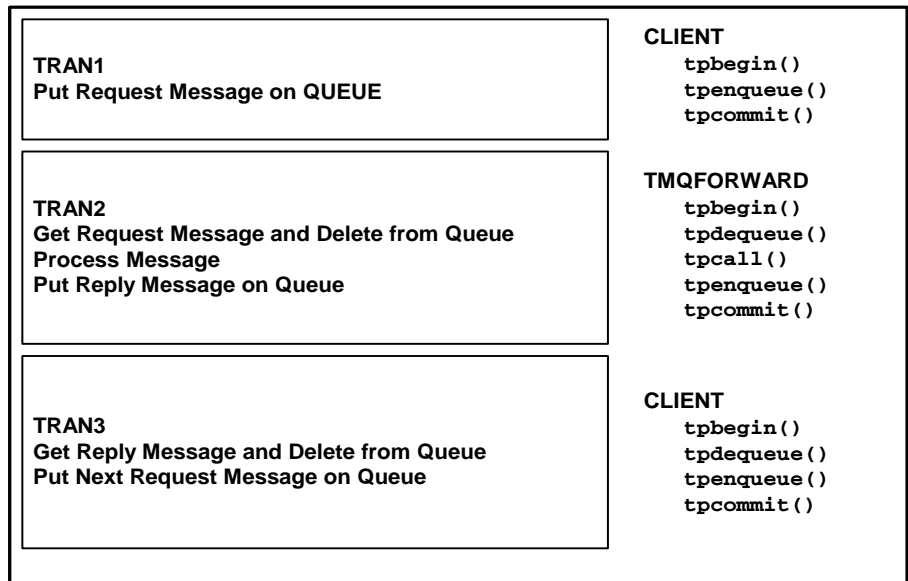 TRAN1
Put Request Message on QUEUE
CLIENT
tpbegin()
tpenqueue()
tpcommit()
TRAN2
Get Request Message and Delete from Queue
Process Message
Put Reply Message on Queue
TMQFORWARD
tpbegin()
tpdequeue()
tpcall()
tpenqueue()
tpcommit()
TRAN3
Get Reply Message and Delete from Queue
Put Next Request Message on Queue
CLIENT
tpbegin()
tpdequeue()
tpenqueue()
tpcommit()